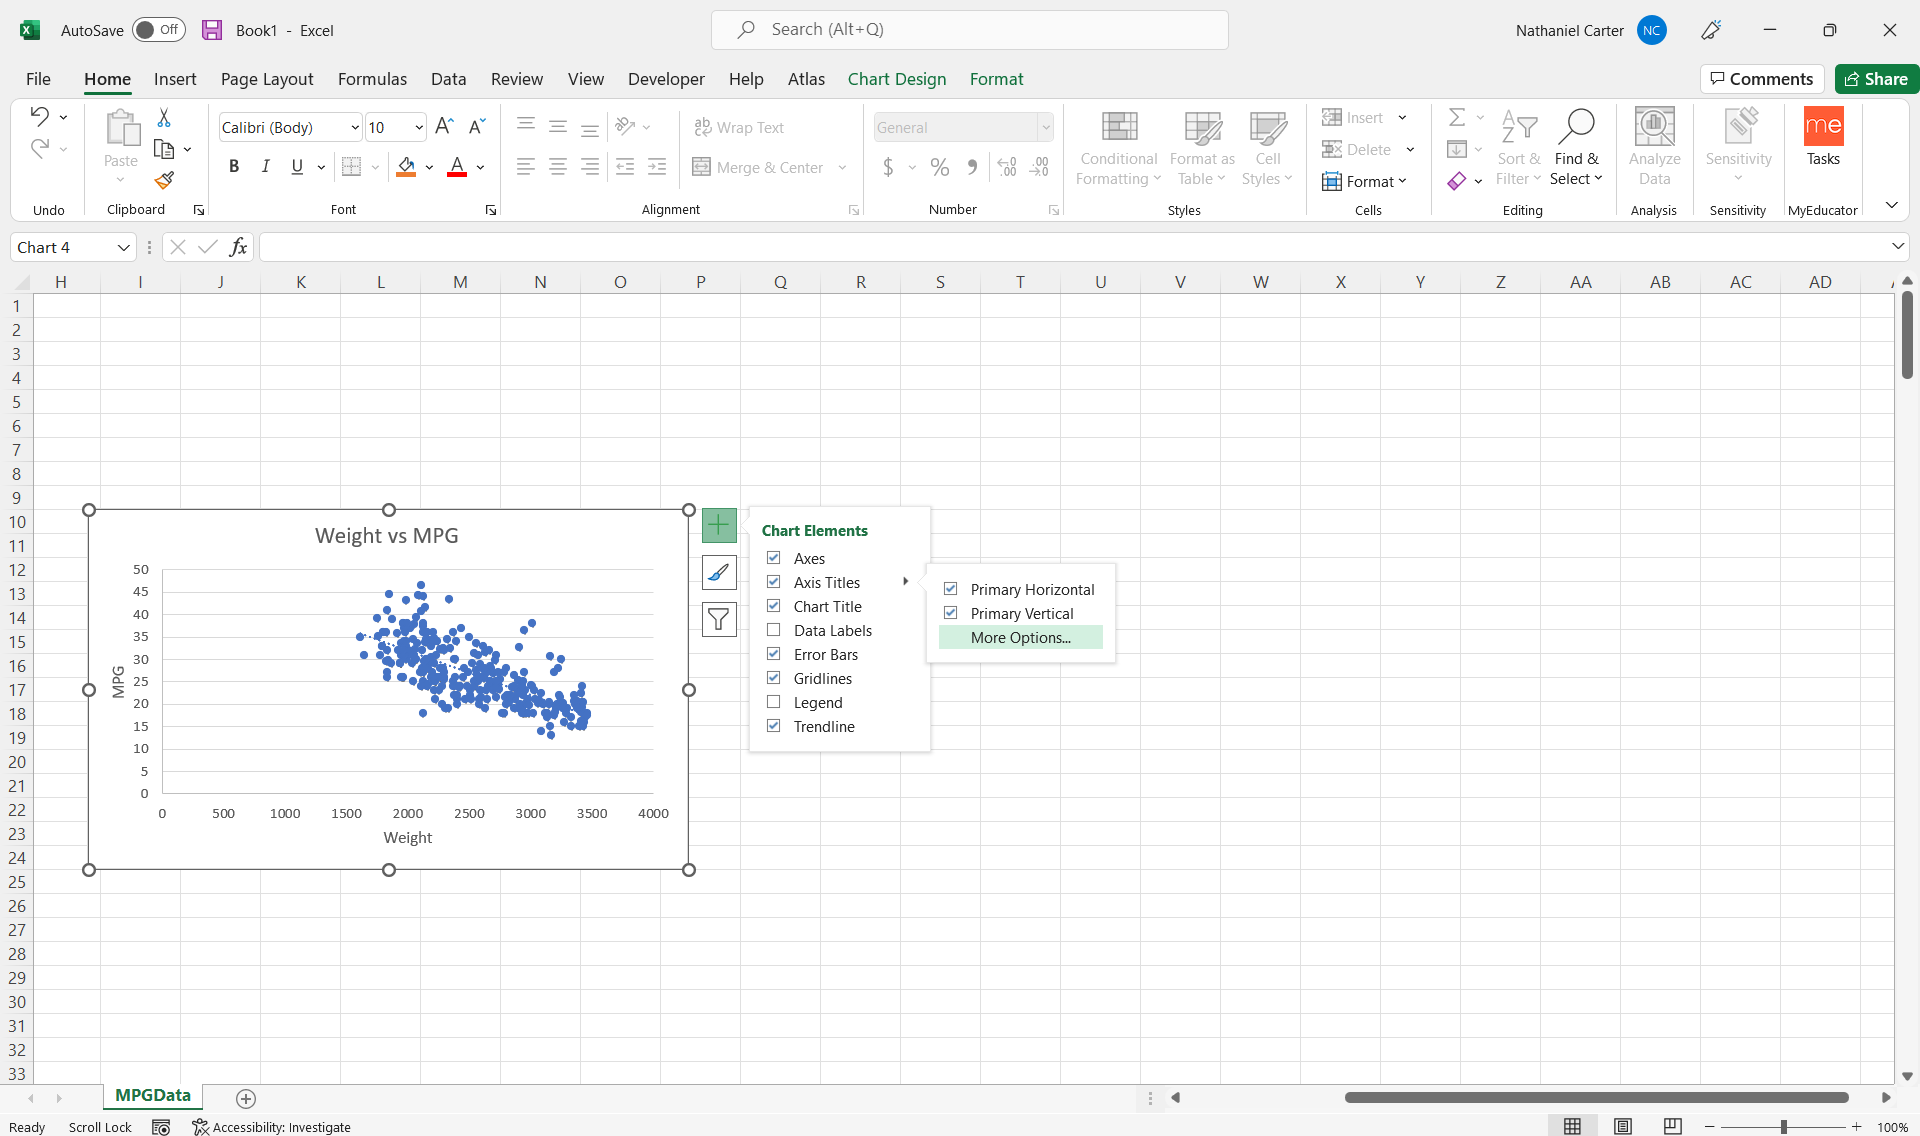 AutoSave Off Book1 - Excel Search (Alt+Q) Nathaniel Carter NC
File Home Insert Page Layout Formulas Data Review View Developer Help Atlas Chart Design Format Comments Share
Undo
Paste
Clipboard
Calibri (Body) 10
B I U A
Font
ab Wrap Text
Merge & Center
Alignment
General
$ % 9
Number
Conditional Formatting
Format as Table
Cell Styles
Styles
Insert
Delete
Format
Cells
Sort & Filter
Find & Select
Editing
Analyze Data
Analysis
Sensitivity
Sensitivity
me
Tasks
MyEducator
Chart 4 fx
H I J K L M N O P Q R S T U V W X Y Z AA AB AC AD
1
2
3
4
5
6
7
8
9
10
11
12
13
14
15
16
17
18
19
20
21
22
23
24
25
26
27
28
29
30
31
32
33
Weight vs MPG
50
45
40
35
30
25
20
15
10
5
0
MPG
0 500 1000 1500 2000 2500 3000 3500 4000
Weight
Chart Elements
Axes
Axis Titles
Chart Title
Data Labels
Error Bars
Gridlines
Legend
Trendline
Primary Horizontal
Primary Vertical
More Options...
MPGData
Ready Scroll Lock Accessibility: Investigate 100%